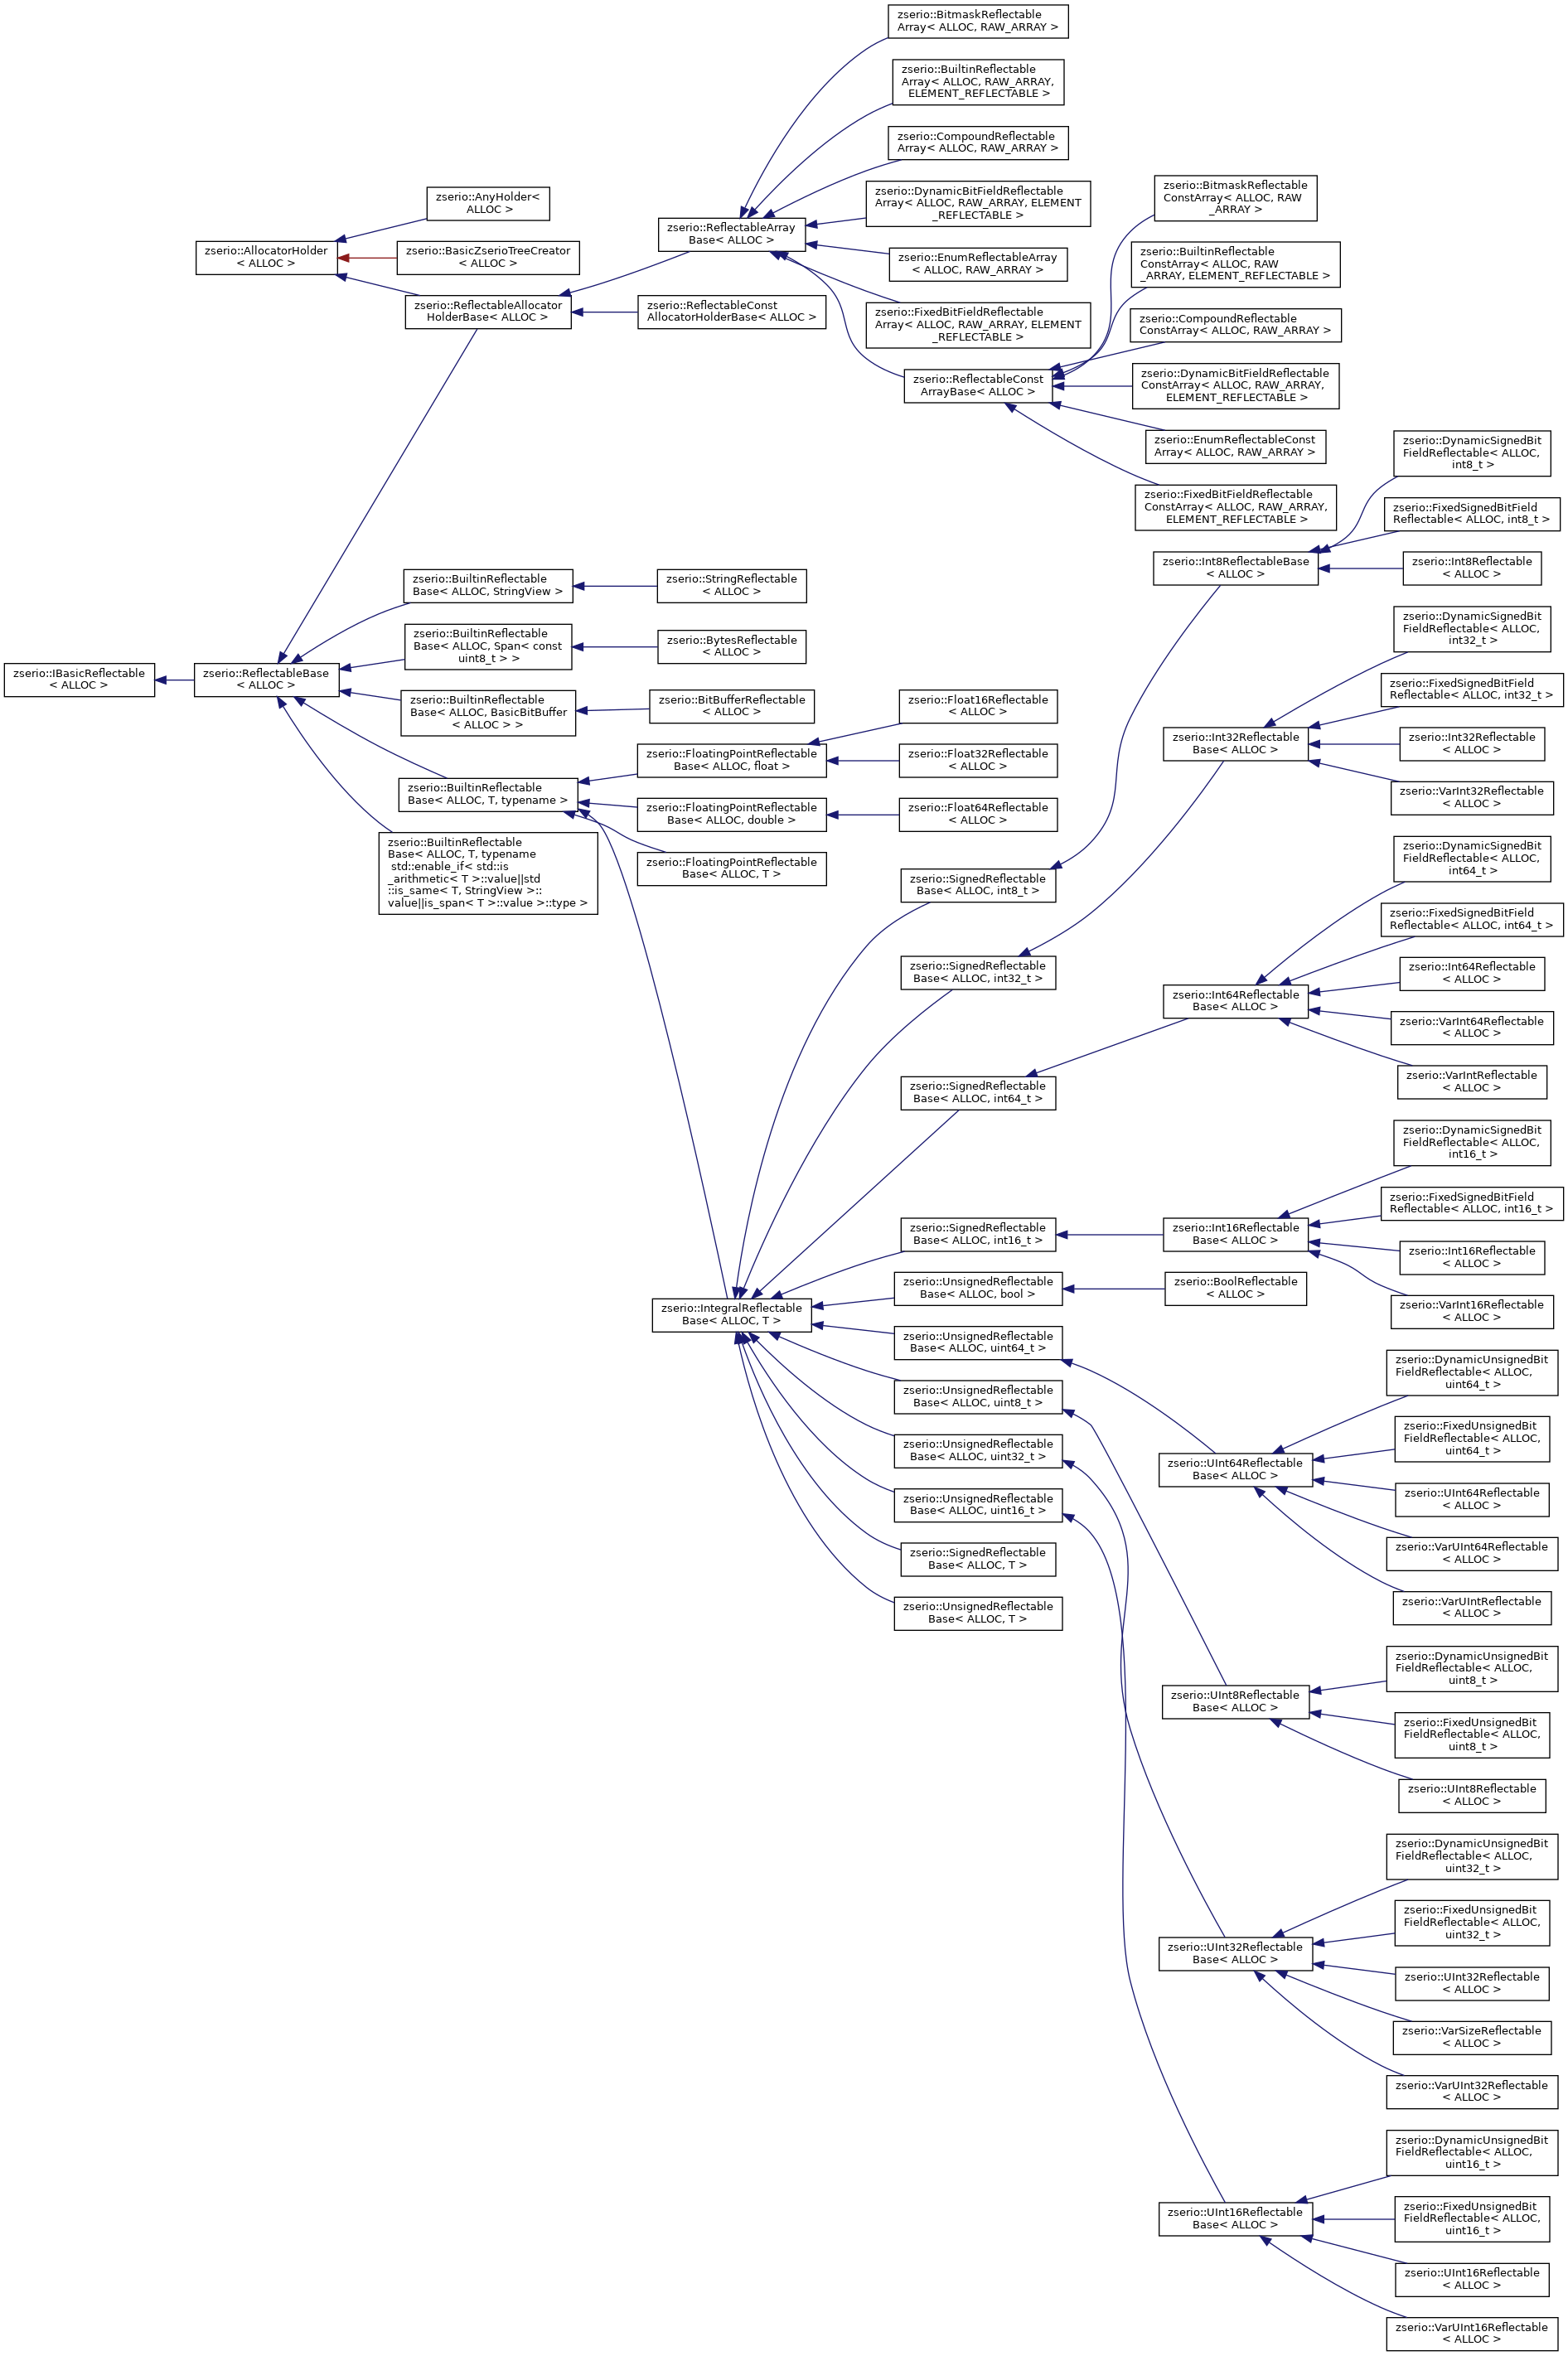 zserio::BitmaskReflectable
Array< ALLOC, RAW_ARRAY >
zserio::BuiltinReflectable
Array< ALLOC, RAW_ARRAY,
ELEMENT_REFLECTABLE >
zserio::CompoundReflectable
Array< ALLOC, RAW_ARRAY >
zserio::DynamicBitFieldReflectable
Array< ALLOC, RAW_ARRAY, ELEMENT
_REFLECTABLE >
zserio::EnumReflectableArray
< ALLOC, RAW_ARRAY >
zserio::FixedBitFieldReflectable
Array< ALLOC, RAW_ARRAY, ELEMENT
_REFLECTABLE >
zserio::ReflectableConst
ArrayBase< ALLOC >
zserio::BitmaskReflectable
ConstArray< ALLOC, RAW
_ARRAY >
zserio::BuiltinReflectable
ConstArray< ALLOC, RAW
_ARRAY, ELEMENT_REFLECTABLE >
zserio::CompoundReflectable
ConstArray< ALLOC, RAW_ARRAY >
zserio::DynamicBitFieldReflectable
ConstArray< ALLOC, RAW_ARRAY,
ELEMENT_REFLECTABLE >
zserio::EnumReflectableConst
Array< ALLOC, RAW_ARRAY >
zserio::FixedBitFieldReflectable
ConstArray< ALLOC, RAW_ARRAY,
ELEMENT_REFLECTABLE >
zserio::AnyHolder<
ALLOC >
zserio::AllocatorHolder
< ALLOC >
zserio::BasicZserioTreeCreator
< ALLOC >
zserio::ReflectableAllocator
HolderBase< ALLOC >
zserio::ReflectableArray
Base< ALLOC >
zserio::ReflectableConst
AllocatorHolderBase< ALLOC >
zserio::IBasicReflectable
< ALLOC >
zserio::ReflectableBase
< ALLOC >
zserio::BuiltinReflectable
Base< ALLOC, StringView >
zserio::StringReflectable
< ALLOC >
zserio::BuiltinReflectable
Base< ALLOC, Span< const
uint8_t > >
zserio::BytesReflectable
< ALLOC >
zserio::BuiltinReflectable
Base< ALLOC, BasicBitBuffer
< ALLOC > >
zserio::BitBufferReflectable
< ALLOC >
zserio::BuiltinReflectable
Base< ALLOC, T, typename >
zserio::BuiltinReflectable
Base< ALLOC, T, typename
std::enable_if< std::is
_arithmetic< T >::value||std
::is_same< T, StringView >::
value||is_span< T >::value >::type >
zserio::FloatingPointReflectable
Base< ALLOC, float >
zserio::Float16Reflectable
< ALLOC >
zserio::Float32Reflectable
< ALLOC >
zserio::FloatingPointReflectable
Base< ALLOC, double >
zserio::Float64Reflectable
< ALLOC >
zserio::FloatingPointReflectable
Base< ALLOC, T >
zserio::IntegralReflectable
Base< ALLOC, T >
zserio::SignedReflectable
Base< ALLOC, int8_t >
zserio::Int8ReflectableBase
< ALLOC >
zserio::DynamicSignedBit
FieldReflectable< ALLOC,
int8_t >
zserio::FixedSignedBitField
Reflectable< ALLOC, int8_t >
zserio::Int8Reflectable
< ALLOC >
zserio::SignedReflectable
Base< ALLOC, int32_t >
zserio::Int32Reflectable
Base< ALLOC >
zserio::DynamicSignedBit
FieldReflectable< ALLOC,
int32_t >
zserio::FixedSignedBitField
Reflectable< ALLOC, int32_t >
zserio::Int32Reflectable
< ALLOC >
zserio::VarInt32Reflectable
< ALLOC >
zserio::SignedReflectable
Base< ALLOC, int64_t >
zserio::Int64Reflectable
Base< ALLOC >
zserio::DynamicSignedBit
FieldReflectable< ALLOC,
int64_t >
zserio::FixedSignedBitField
Reflectable< ALLOC, int64_t >
zserio::Int64Reflectable
< ALLOC >
zserio::VarInt64Reflectable
< ALLOC >
zserio::VarIntReflectable
< ALLOC >
zserio::SignedReflectable
Base< ALLOC, int16_t >
zserio::Int16Reflectable
Base< ALLOC >
zserio::DynamicSignedBit
FieldReflectable< ALLOC,
int16_t >
zserio::FixedSignedBitField
Reflectable< ALLOC, int16_t >
zserio::Int16Reflectable
< ALLOC >
zserio::VarInt16Reflectable
< ALLOC >
zserio::UnsignedReflectable
Base< ALLOC, bool >
zserio::BoolReflectable
< ALLOC >
zserio::UnsignedReflectable
Base< ALLOC, uint64_t >
zserio::UnsignedReflectable
Base< ALLOC, uint8_t >
zserio::UnsignedReflectable
Base< ALLOC, uint32_t >
zserio::UnsignedReflectable
Base< ALLOC, uint16_t >
zserio::SignedReflectable
Base< ALLOC, T >
zserio::UnsignedReflectable
Base< ALLOC, T >
zserio::UInt64Reflectable
Base< ALLOC >
zserio::DynamicUnsignedBit
FieldReflectable< ALLOC,
uint64_t >
zserio::FixedUnsignedBit
FieldReflectable< ALLOC,
uint64_t >
zserio::UInt64Reflectable
< ALLOC >
zserio::VarUInt64Reflectable
< ALLOC >
zserio::VarUIntReflectable
< ALLOC >
zserio::UInt8Reflectable
Base< ALLOC >
zserio::DynamicUnsignedBit
FieldReflectable< ALLOC,
uint8_t >
zserio::FixedUnsignedBit
FieldReflectable< ALLOC,
uint8_t >
zserio::UInt8Reflectable
< ALLOC >
zserio::UInt32Reflectable
Base< ALLOC >
zserio::DynamicUnsignedBit
FieldReflectable< ALLOC,
uint32_t >
zserio::FixedUnsignedBit
FieldReflectable< ALLOC,
uint32_t >
zserio::UInt32Reflectable
< ALLOC >
zserio::VarSizeReflectable
< ALLOC >
zserio::VarUInt32Reflectable
< ALLOC >
zserio::UInt16Reflectable
Base< ALLOC >
zserio::DynamicUnsignedBit
FieldReflectable< ALLOC,
uint16_t >
zserio::FixedUnsignedBit
FieldReflectable< ALLOC,
uint16_t >
zserio::UInt16Reflectable
< ALLOC >
zserio::VarUInt16Reflectable
< ALLOC >